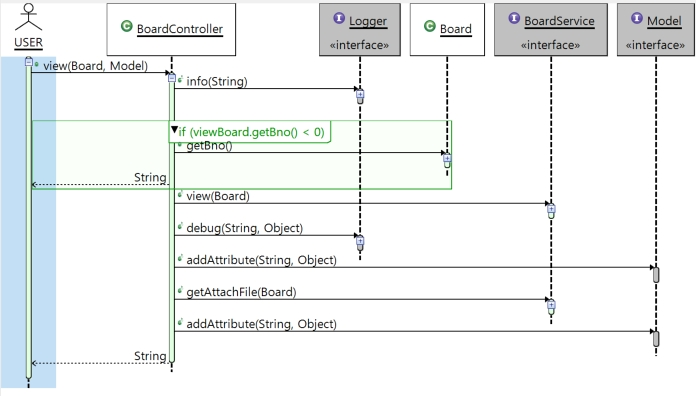 USER
C BoardController
I Logger
«interface»
C Board
I BoardService
«interface»
I Model
«interface»
view(Board, Model)
info(String)
if (viewBoard.getBno() < 0)
getBno()
String
view(Board)
debug(String, Object)
addAttribute(String, Object)
getAttachFile(Board)
addAttribute(String, Object)
String